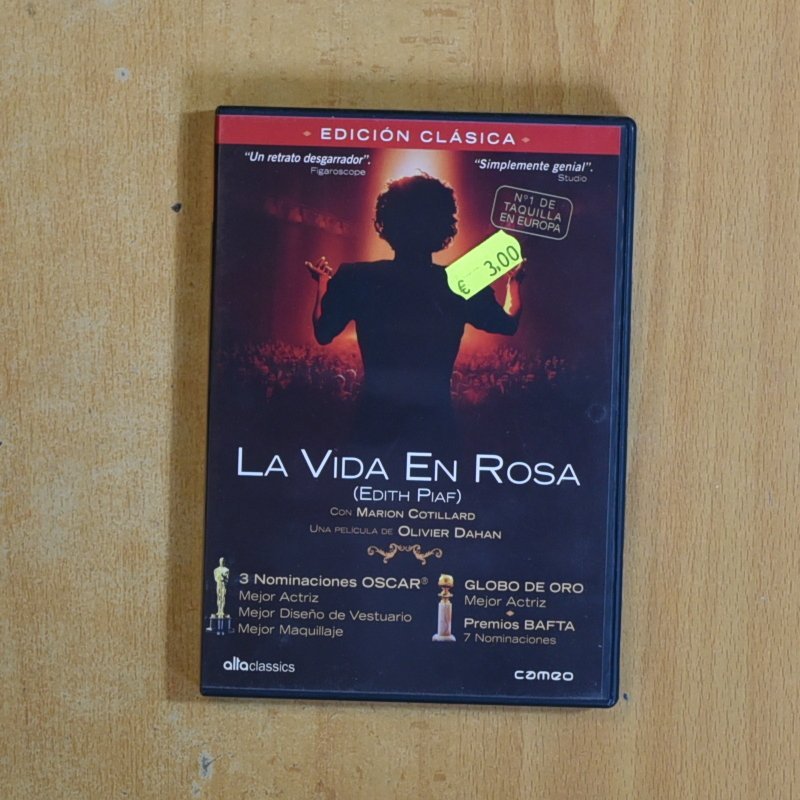 EDICIÓN CLÁSICA
“Un retrato desgarrador”.
Figaroscope
“Simplemente genial”.
Studio
Nº1 DE
TAQUILLA
EN EUROPA
€ 3,00
LA VIDA EN ROSA
(EDITH PIAF)
CON MARION COTILLARD
UNA PELÍCULA DE OLIVIER DAHAN
3 Nominaciones OSCAR®
Mejor Actriz
Mejor Diseño de Vestuario
Mejor Maquillaje
GLOBO DE ORO
Mejor Actriz
Premios BAFTA
7 Nominaciones
altaclassics
cameo